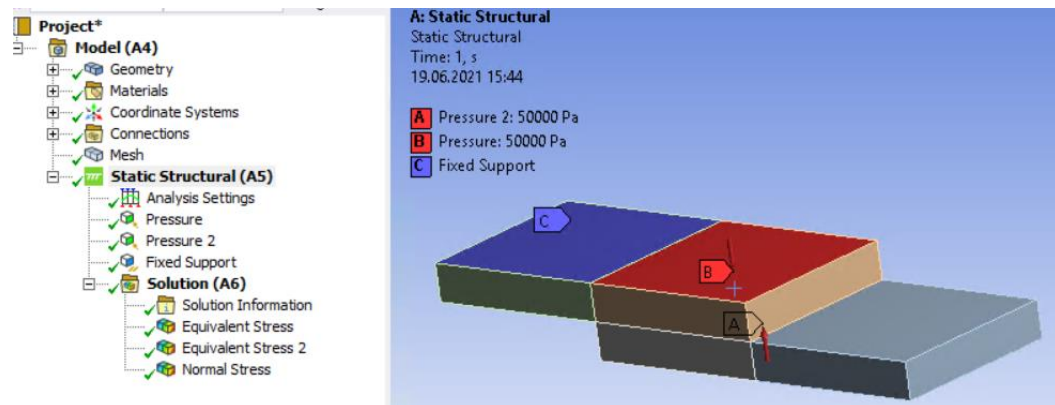 Project*
Model (A4)
Geometry
Materials
Coordinate Systems
Connections
Mesh
Static Structural (A5)
Analysis Settings
Pressure
Pressure 2
Fixed Support
Solution (A6)
Solution Information
Equivalent Stress
Equivalent Stress 2
Normal Stress
A: Static Structural
Static Structural
Time: 1, s
19.06.2021 15:44
A Pressure 2: 50000 Pa
B Pressure: 50000 Pa
C Fixed Support
C
B
A